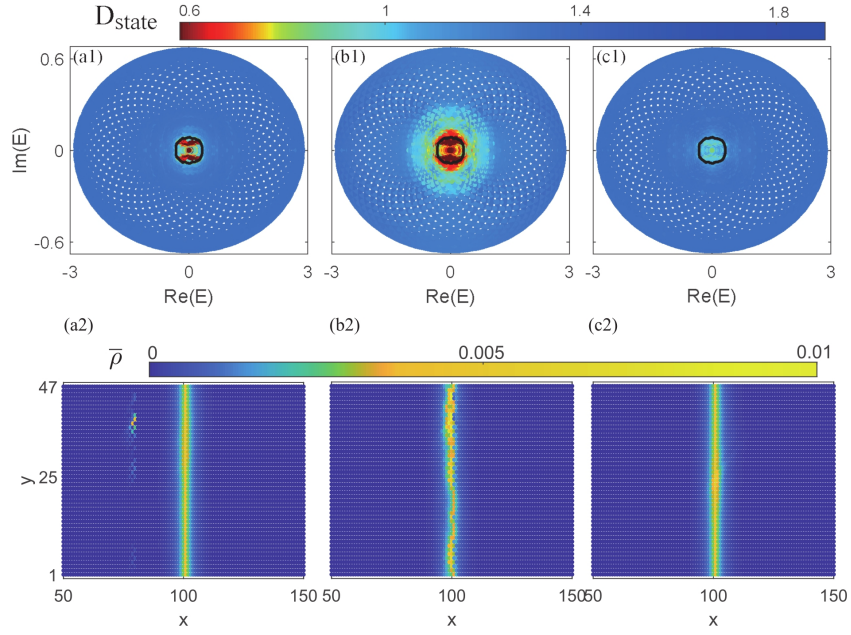 D_state
0.6 1 1.4 1.8
(a1) (b1) (c1)
Im(E)
0.6
0
-0.6
-3 0 3 -3 0 3 -3 0 3
Re(E) Re(E) Re(E)
(a2) (b2) (c2)
ρ̅ 0 0.005 0.01
y
47
25
1
50 100 150 50 100 150 50 100 150
x x x